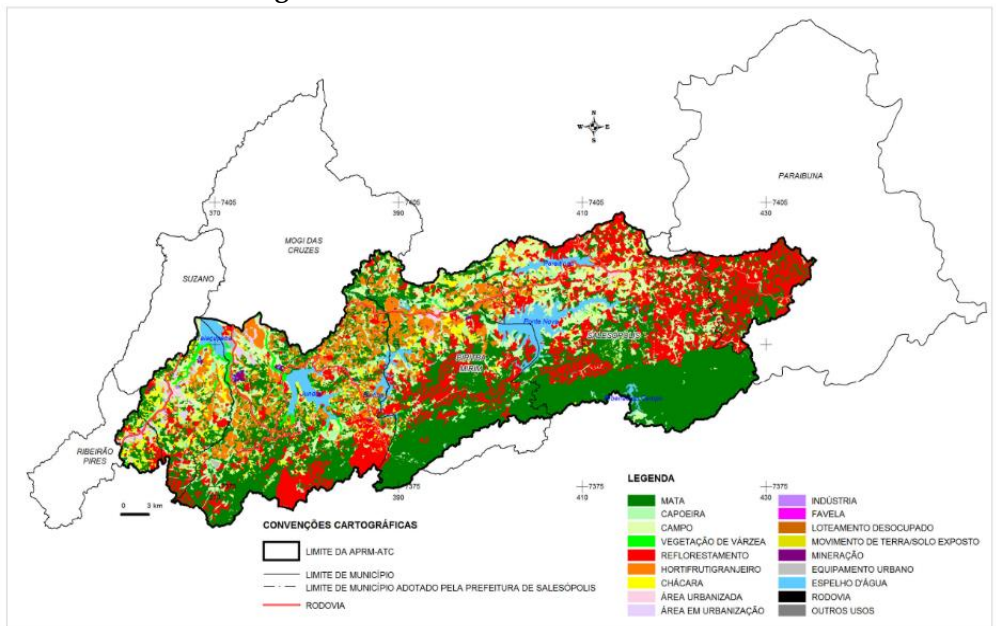 PARAIBUNA
370
7405
390
7405
410
7405
430
7405
MOGI DAS
CRUZES
SUZANO
Ponte Nova
SALESÓPOLIS
BIRITIBA
MIRIM
RIBEIRÃO
PIRES
390
7375
410
7375
430
7375
0 3 km
N
W E
S
CONVENÇÕES CARTOGRÁFICAS
LIMITE DA APRM-ATC
LIMITE DE MUNICÍPIO
LIMITE DE MUNICÍPIO ADOTADO PELA PREFEITURA DE SALESÓPOLIS
RODOVIA
LEGENDA
MATA
CAPOEIRA
CAMPO
VEGETAÇÃO DE VÁRZEA
REFLORESTAMENTO
HORTIFRUTIGRANJEIRO
CHÁCARA
ÁREA URBANIZADA
ÁREA EM URBANIZAÇÃO
INDÚSTRIA
FAVELA
LOTEAMENTO DESOCUPADO
MOVIMENTO DE TERRA/SOLO EXPOSTO
MINERAÇÃO
EQUIPAMENTO URBANO
ESPELHO D'ÁGUA
RODOVIA
OUTROS USOS